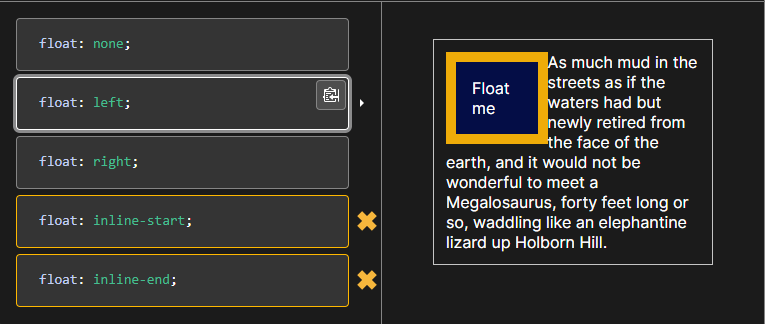 float: none;
float: left;
float: right;
float: inline-start;
float: inline-end;
Float
me
As much mud in the
streets as if the
waters had but
newly retired from
the face of the
earth, and it would not be
wonderful to meet a
Megalosaurus, forty feet long or
so, waddling like an elephantine
lizard up Holborn Hill.